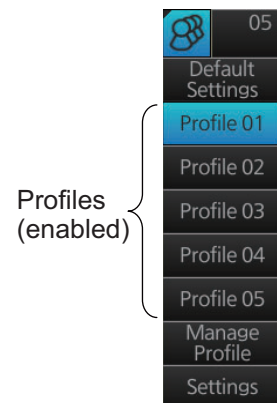 05
Default
Settings
Profile 01
Profile 02
Profiles
(enabled)
Profile 03
Profile 04
Profile 05
Manage
Profile
Settings